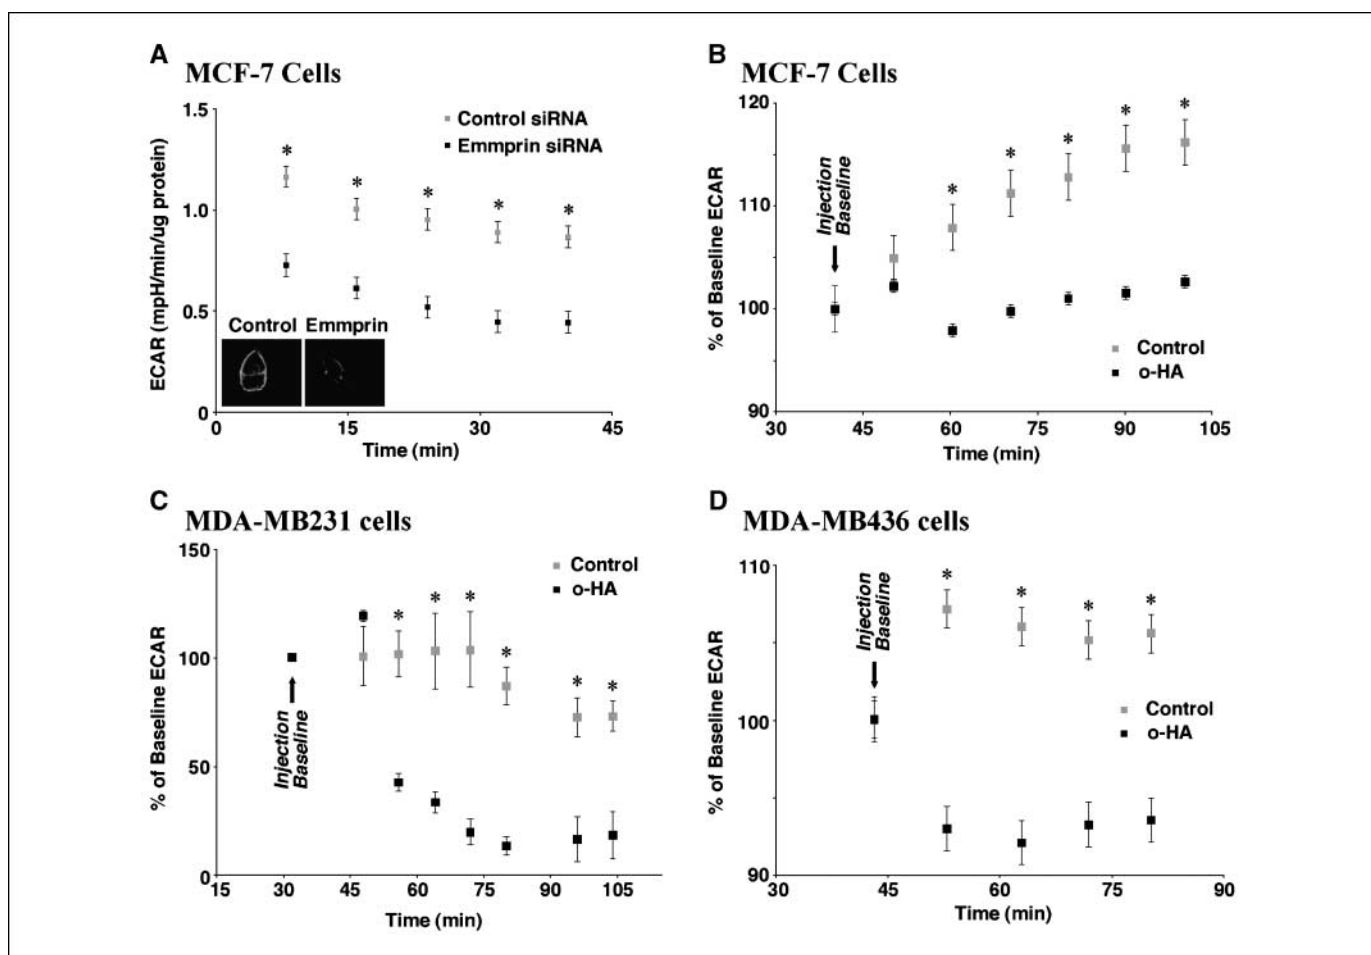 A
MCF-7 Cells
ECAR (mpH/min/ug protein)
1.5
1.0
0.5
0
Control siRNA
Emmprin siRNA
*
*
*
*
*
Control Emmprin
0 15 30 45
Time (min)
B
MCF-7 Cells
% of Baseline ECAR
120
110
100
90
Injection
Baseline
*
*
*
*
*
Control
o-HA
30 45 60 75 90 105
Time (min)
C
MDA-MB231 cells
% of Baseline ECAR
150
100
50
0
Control
o-HA
*
*
*
*
*
*
Injection
Baseline
15 30 45 60 75 90 105
Time (min)
D
MDA-MB436 cells
% of Baseline ECAR
110
100
90
Injection
Baseline
*
*
*
*
Control
o-HA
30 60 75 90
Time (min)